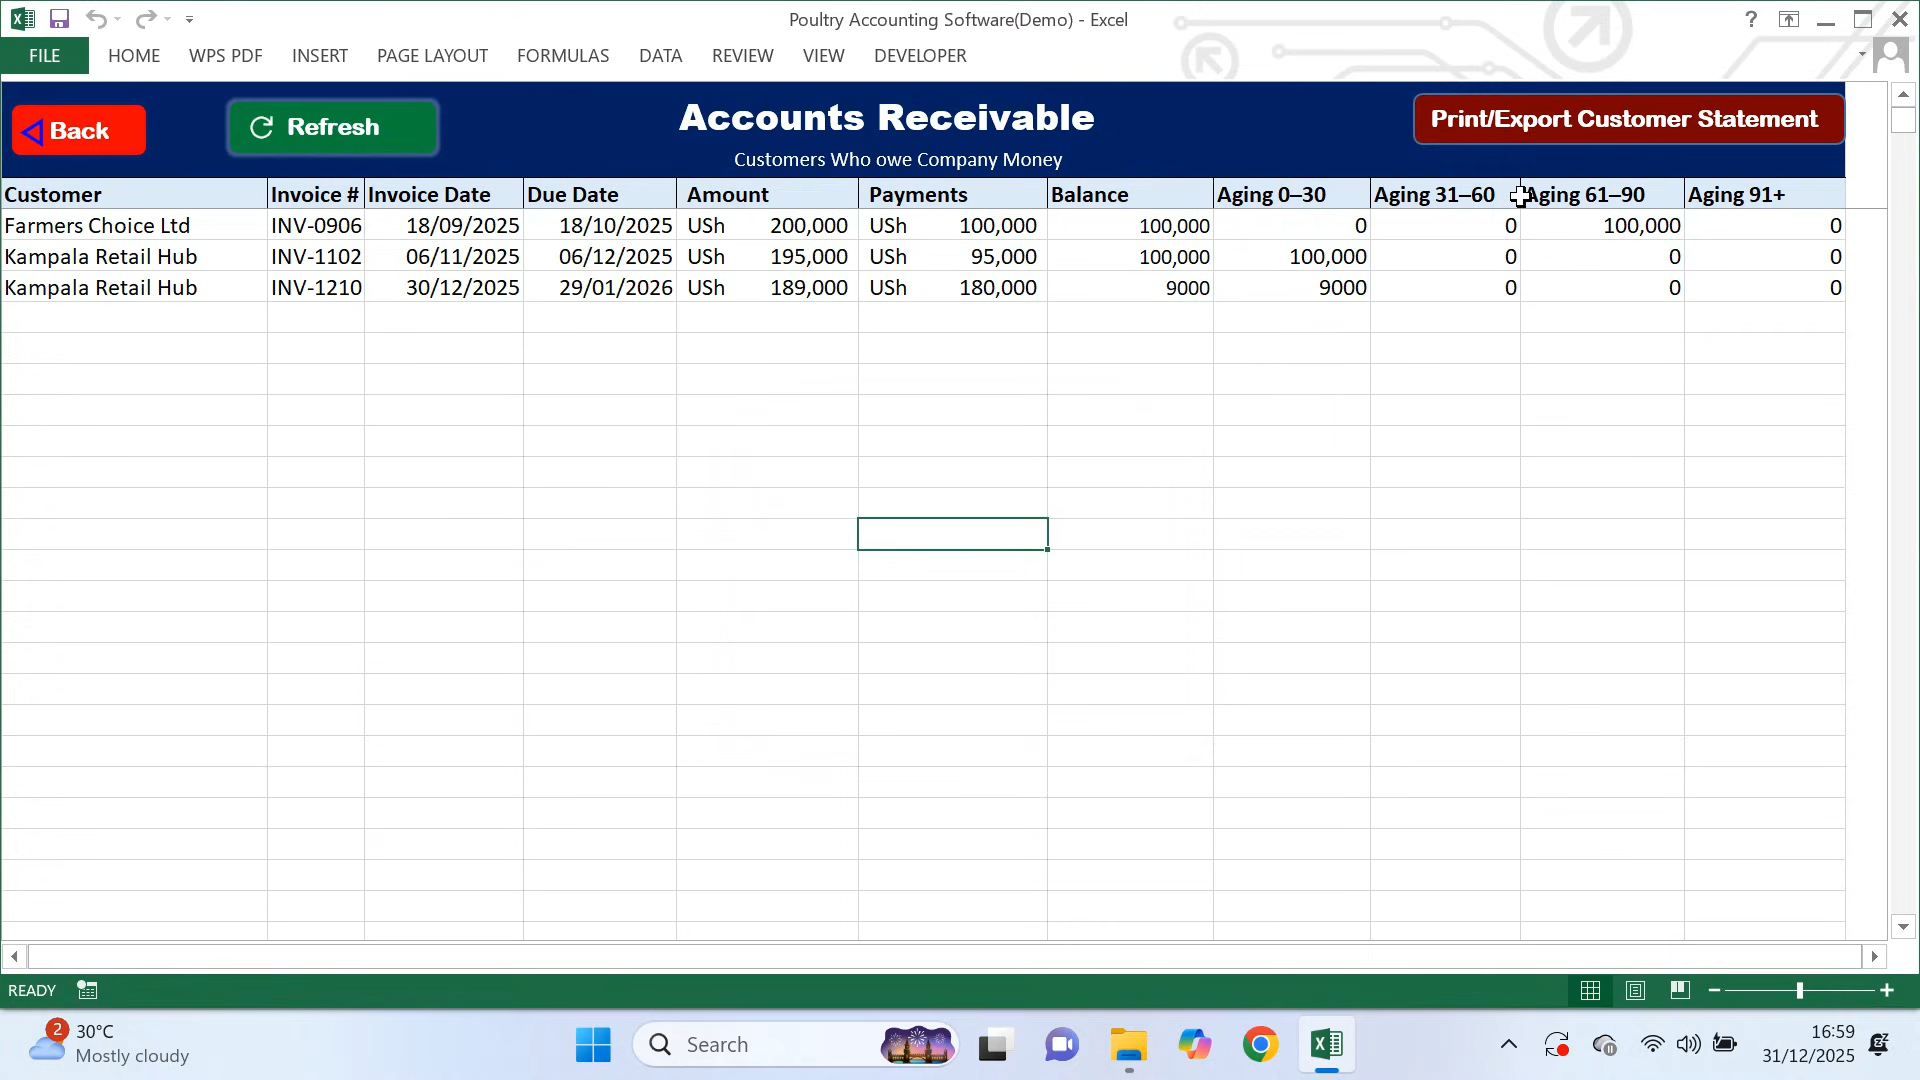 Poultry Accounting Software(Demo) - Excel
?
FILE HOME WPS PDF INSERT PAGE LAYOUT FORMULAS DATA REVIEW VIEW DEVELOPER
Back Refresh Accounts Receivable Print/Export Customer Statement
Customers Who owe Company Money
Customer Invoice # Invoice Date Due Date Amount Payments Balance Aging 0–30 Aging 31–60 Aging 61–90 Aging 91+
Farmers Choice Ltd INV-0906 18/09/2025 18/10/2025 USh 200,000 USh 100,000 100,000 0 0 100,000 0
Kampala Retail Hub INV-1102 06/11/2025 06/12/2025 USh 195,000 USh 95,000 100,000 100,000 0 0 0
Kampala Retail Hub INV-1210 30/12/2025 29/01/2026 USh 189,000 USh 180,000 9000 9000 0 0 0
READY
2 30°C
Mostly cloudy
Search
16:59
31/12/2025